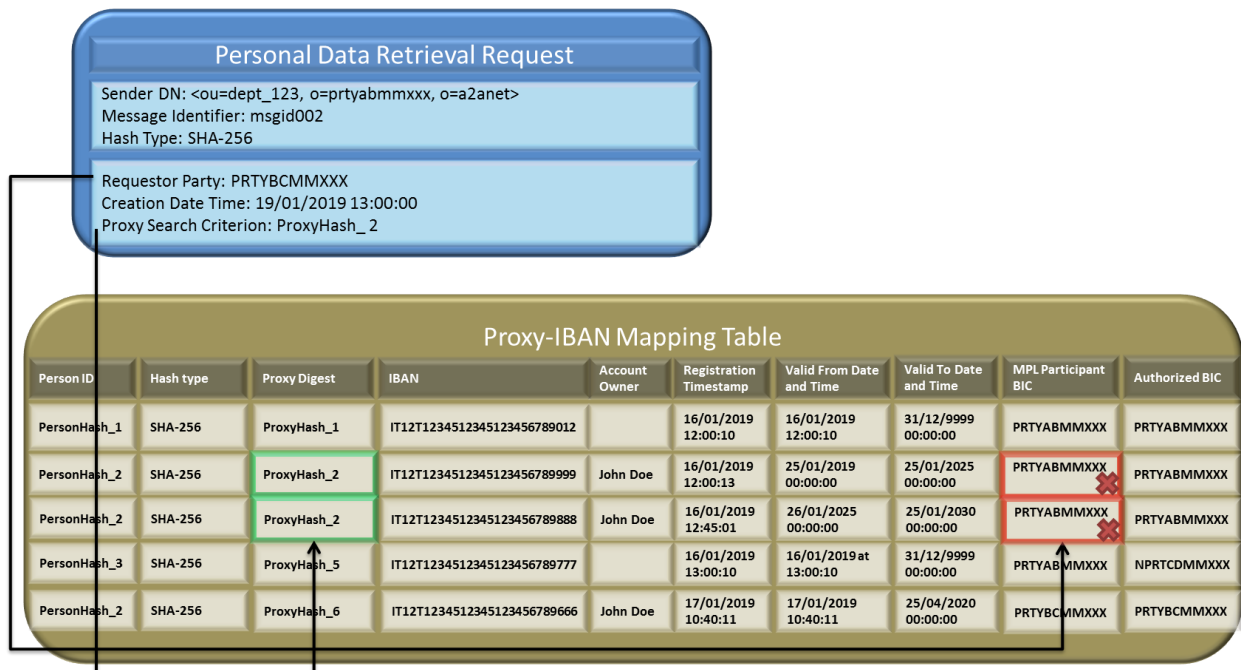 Personal Data Retrieval Request
Sender DN: <ou=dept_123, o=prtyabmmxxx, o=a2anet>
Message Identifier: msgid002
Hash Type: SHA-256
Requestor Party: PRTYBCMMXXX
Creation Date Time: 19/01/2019 13:00:00
Proxy Search Criterion: ProxyHash_ 2
Proxy-IBAN Mapping Table
Person ID Hash type Proxy Digest IBAN Account Owner Registration Timestamp Valid From Date and Time Valid To Date and Time MPL Participant BIC Authorized BIC
PersonHash_1 SHA-256 ProxyHash_1 IT12T1234512345123456789012 16/01/2019 12:00:10 16/01/2019 12:00:10 31/12/9999 00:00:00 PRTYABMMXXX PRTYABMMXXX
PersonHash_2 SHA-256 ProxyHash_2 IT12T1234512345123456789999 John Doe 16/01/2019 12:00:13 25/01/2019 00:00:00 25/01/2025 00:00:00 PRTYABMMXXX PRTYABMMXXX
PersonHash_2 SHA-256 ProxyHash_2 IT12T1234512345123456789888 John Doe 16/01/2019 12:45:01 26/01/2025 00:00:00 25/01/2030 00:00:00 PRTYABMMXXX PRTYABMMXXX
PersonHash_3 SHA-256 ProxyHash_5 IT12T1234512345123456789777 16/01/2019 13:00:10 16/01/2019 at 13:00:10 31/12/9999 00:00:00 PRTYABMMXXX NPRTCDMMXXX
PersonHash_2 SHA-256 ProxyHash_6 IT12T1234512345123456789666 John Doe 17/01/2019 10:40:11 17/01/2019 10:40:11 25/04/2020 00:00:00 PRTYBCMMXXX PRTYBCMMXXX